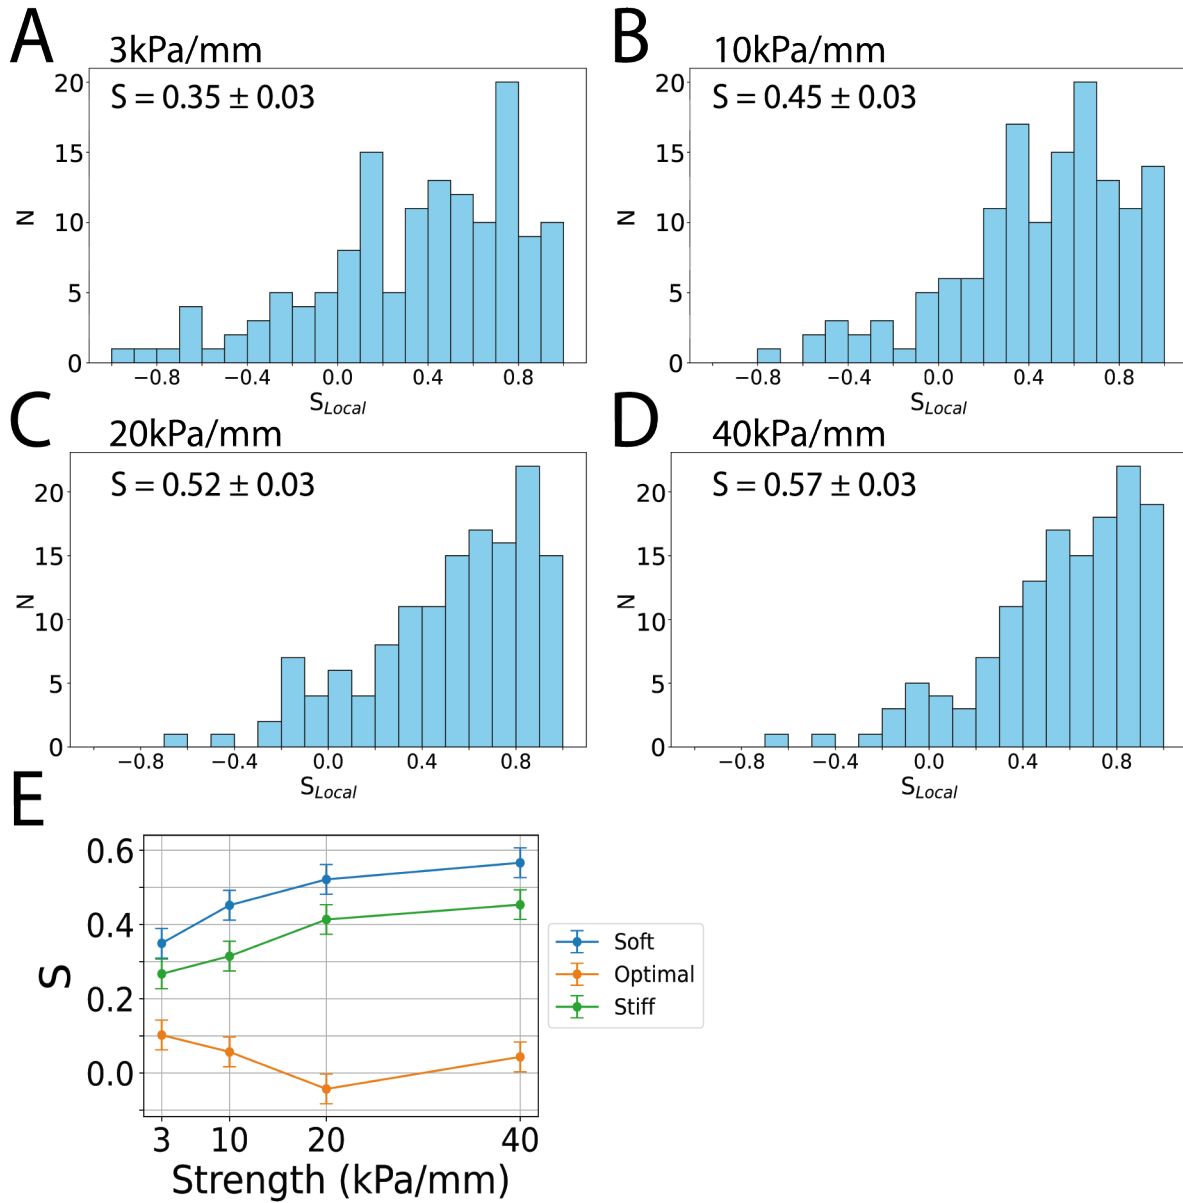 A
3kPa/mm
S = 0.35 ± 0.03
N
20
15
10
5
0
−0.8 −0.4 0.0 0.4 0.8
S_Local
B
10kPa/mm
S = 0.45 ± 0.03
N
20
15
10
5
0
−0.8 −0.4 0.0 0.4 0.8
S_Local
C
20kPa/mm
S = 0.52 ± 0.03
N
20
15
10
5
0
−0.8 −0.4 0.0 0.4 0.8
S_Local
D
40kPa/mm
S = 0.57 ± 0.03
N
20
15
10
5
0
−0.8 −0.4 0.0 0.4 0.8
S_Local
E
S
0.6
0.4
0.2
0.0
3 10 20 40
Strength (kPa/mm)
Soft
Optimal
Stiff